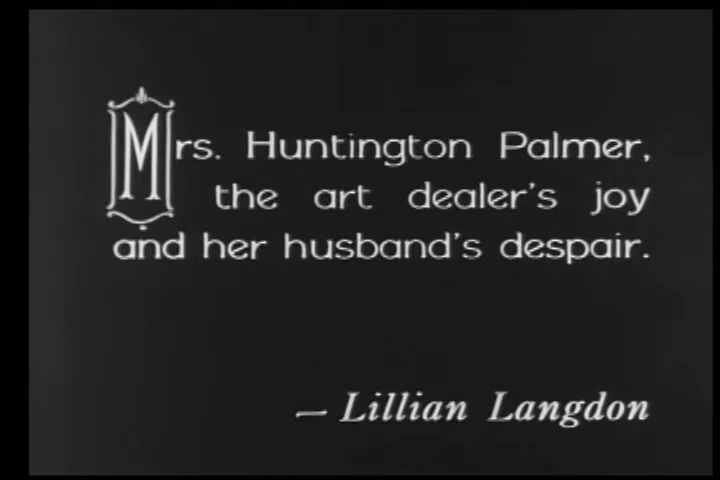 Mrs. Huntington Palmer,
the art dealer's joy
and her husband's despair.
— Lillian Langdon